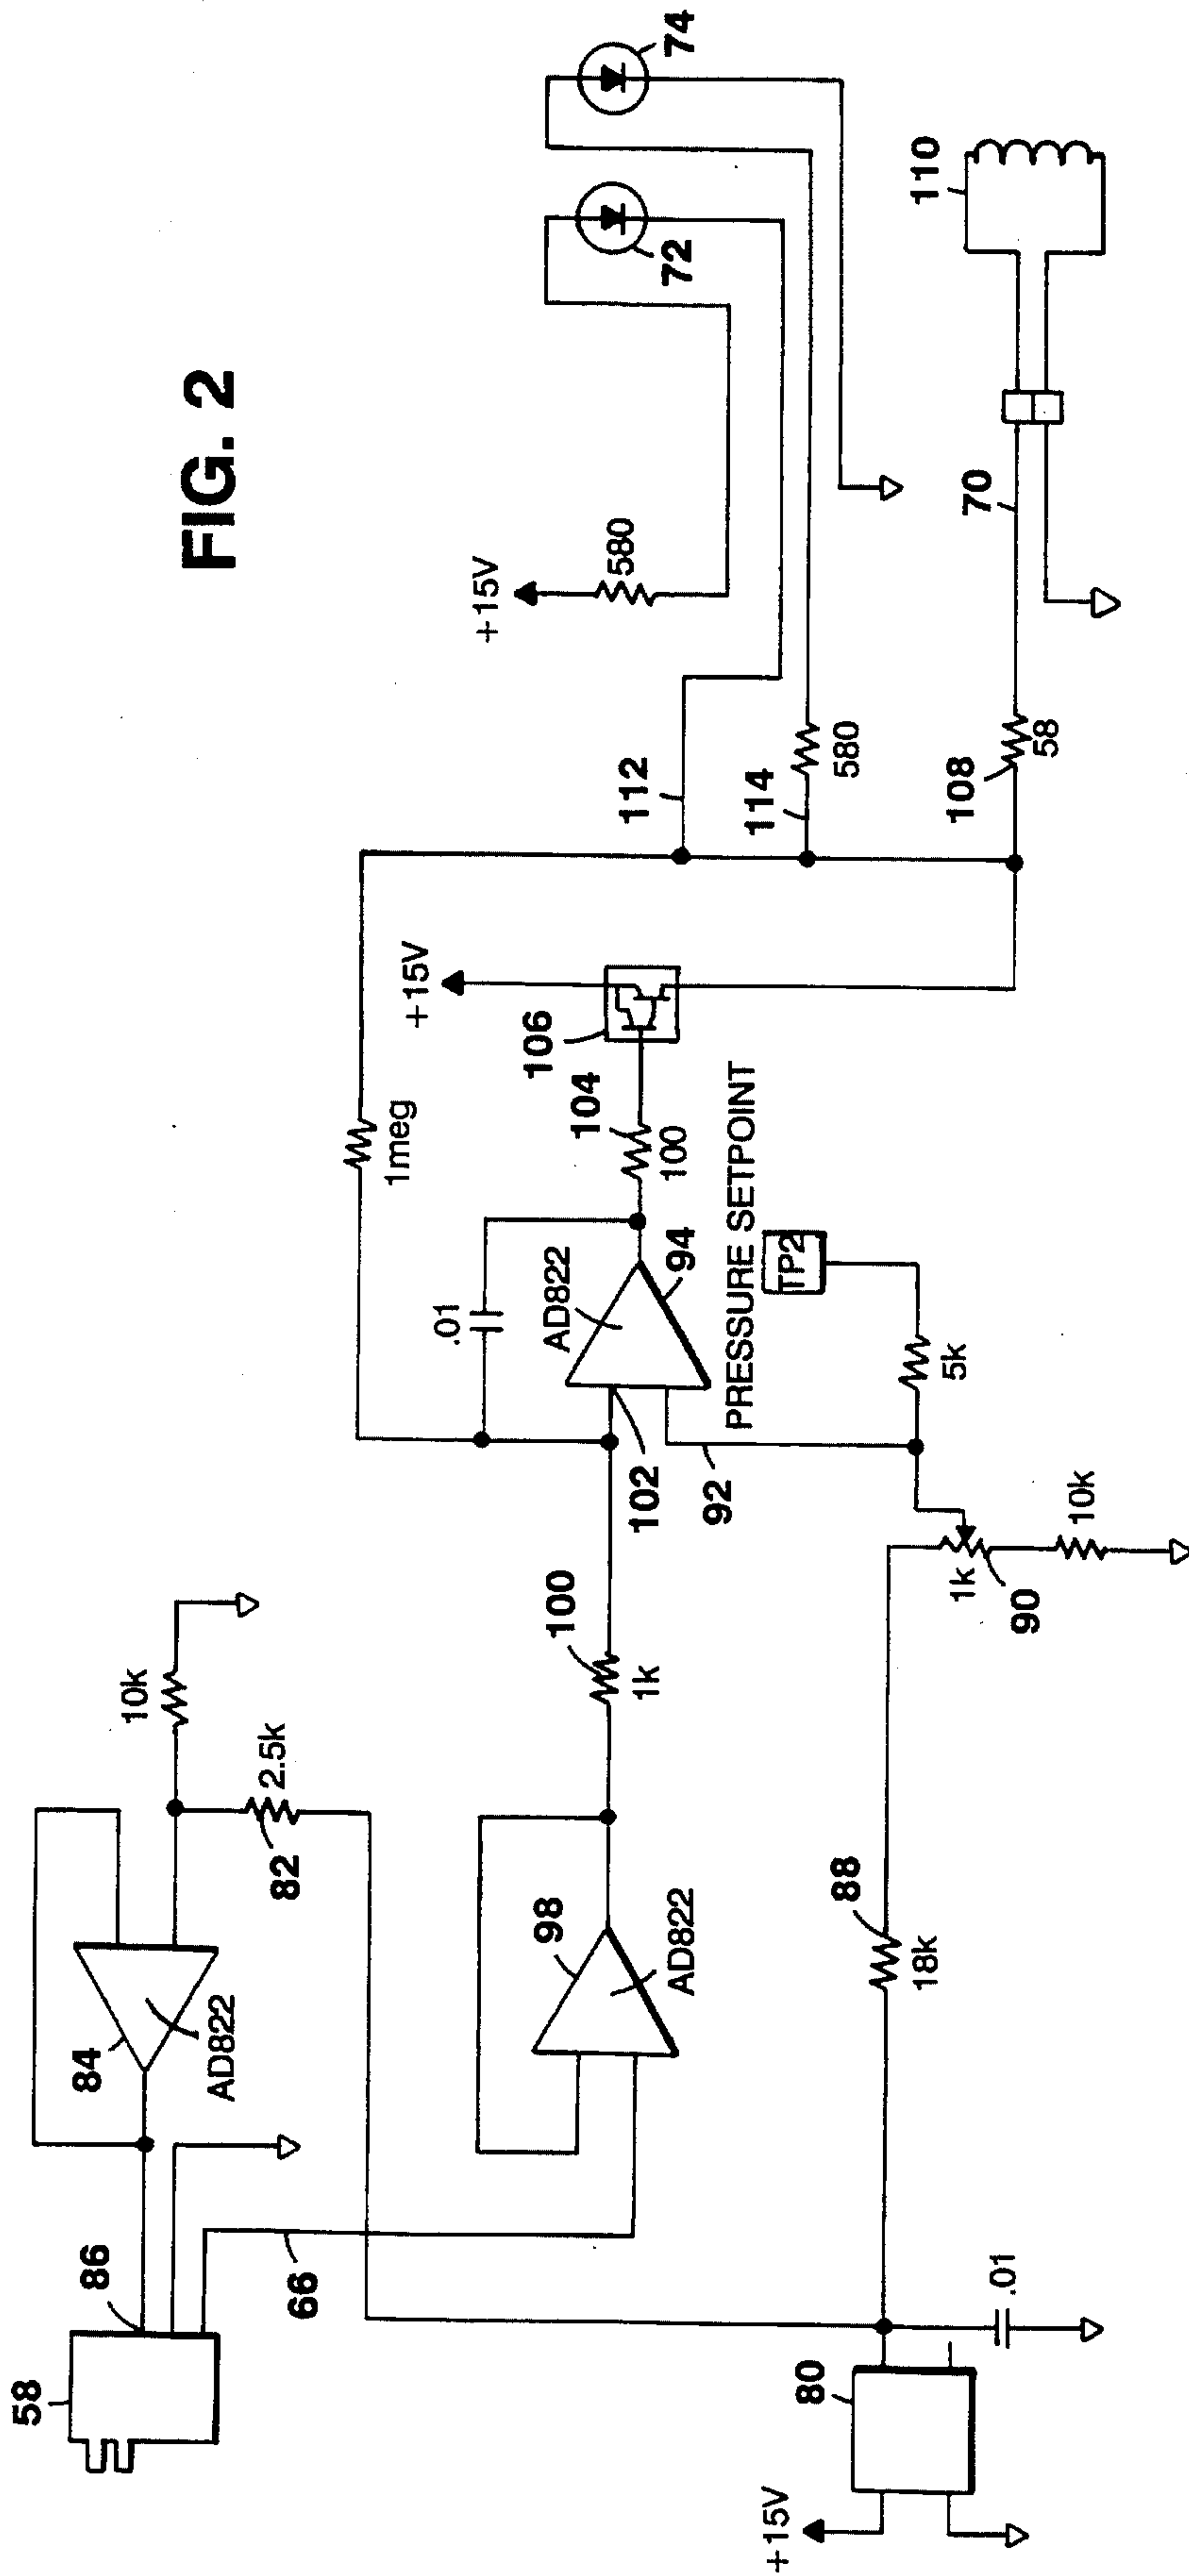 FIG. 2
58
86
84
AD822
10k
82
2.5k
66
98
AD822
100
1k
102
92
.01
AD822
94
1meg
104
100
106
+15V
PRESSURE SETPOINT
TP2
5k
1k
90
10k
88
18k
80
+15V
.01
112
114
580
108
58
70
110
+15V
580
72
74